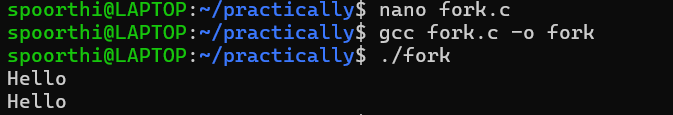 spoorthi@LAPTOP:~/practically$ nano fork.c
spoorthi@LAPTOP:~/practically$ gcc fork.c -o fork
spoorthi@LAPTOP:~/practically$ ./fork
Hello
Hello